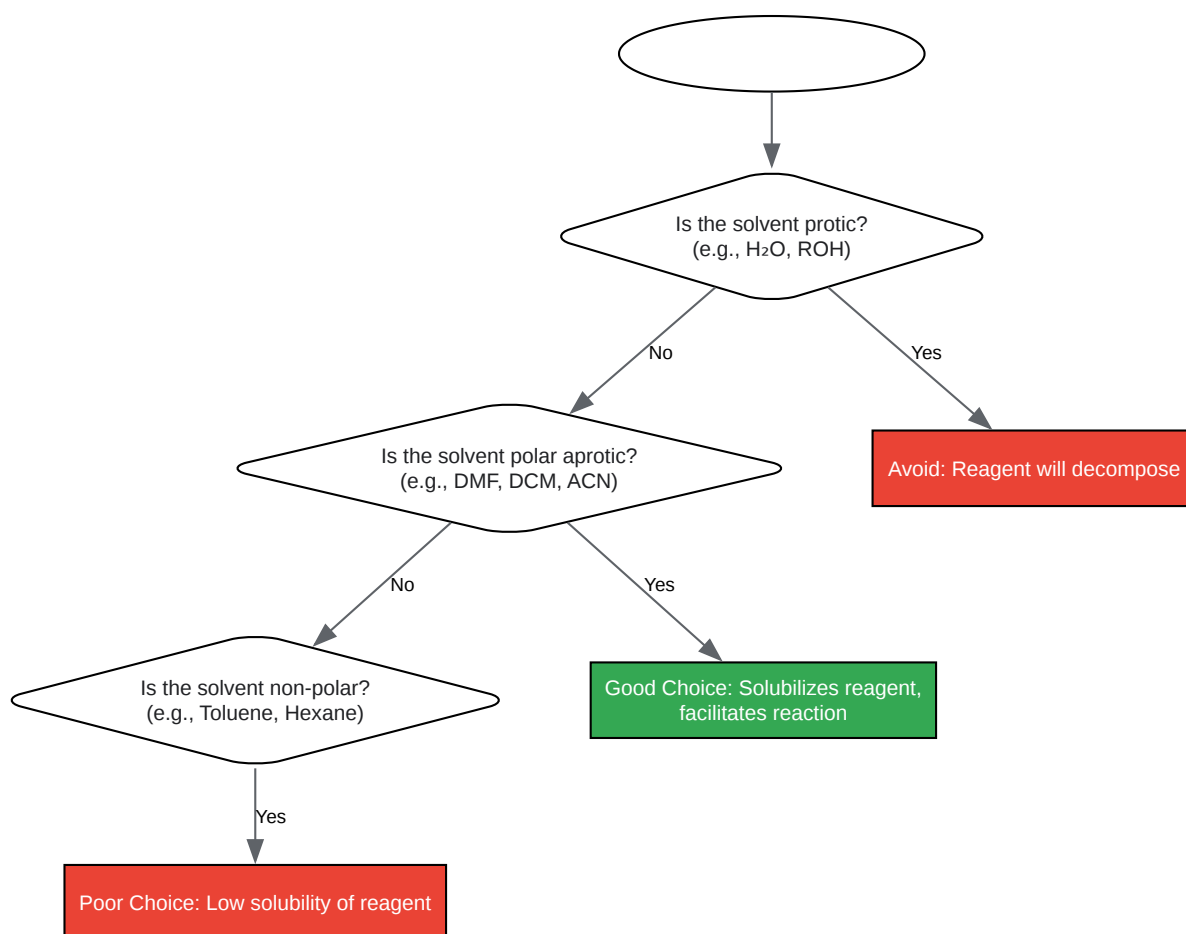 Is the solvent protic?
(e.g., H₂O, ROH)
No
Yes
Is the solvent polar aprotic?
(e.g., DMF, DCM, ACN)
Avoid: Reagent will decompose
No
Yes
Is the solvent non-polar?
(e.g., Toluene, Hexane)
Good Choice: Solubilizes reagent,
facilitates reaction
Yes
Poor Choice: Low solubility of reagent